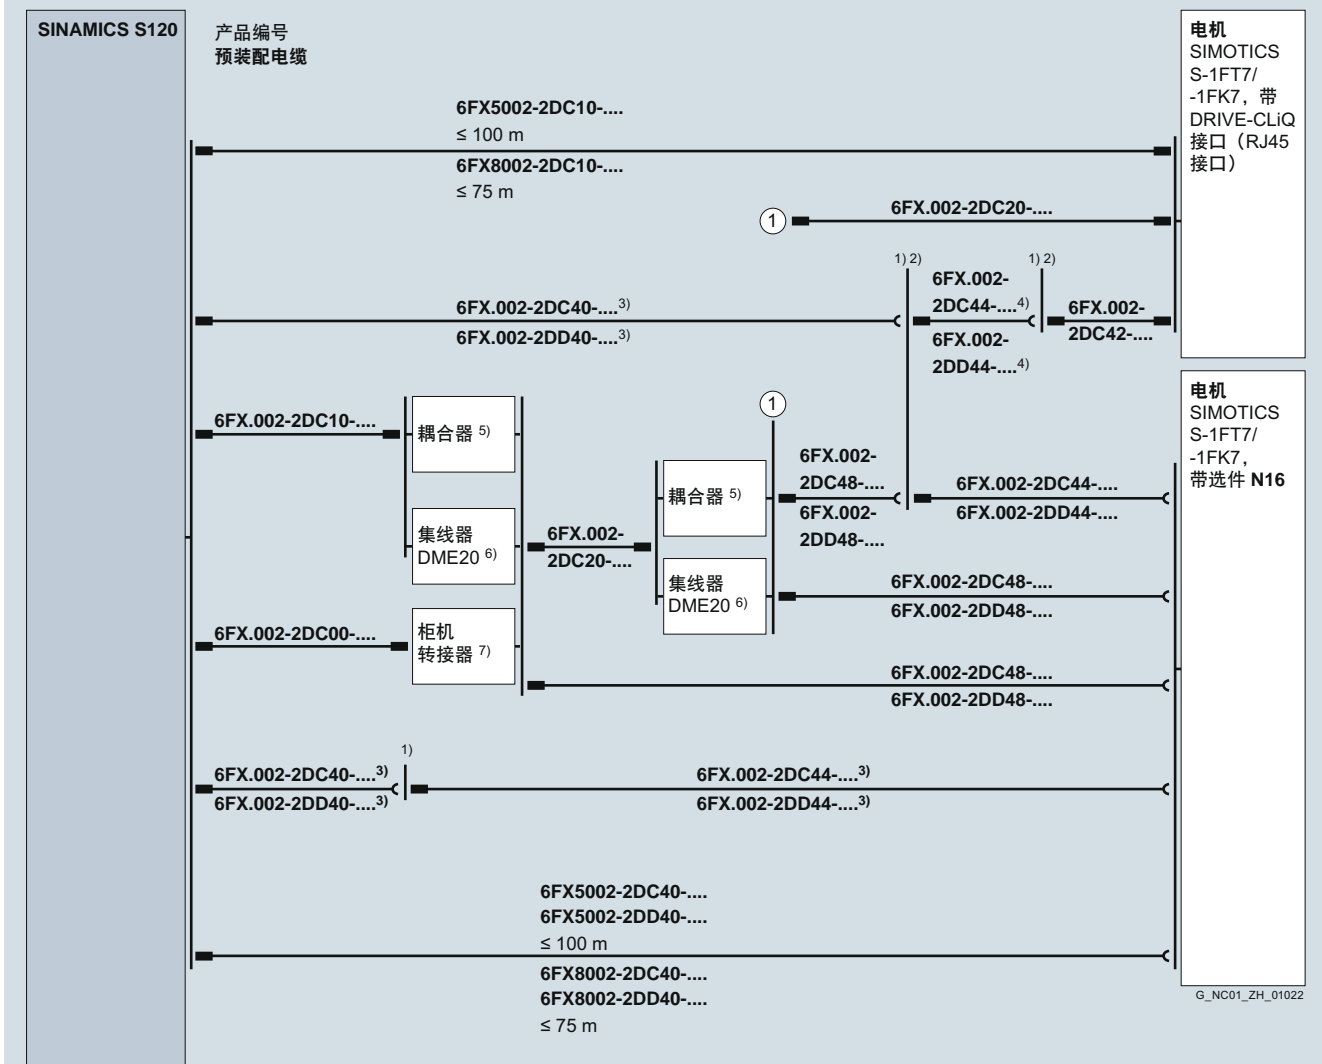 SINAMICS S120
产品编号
预装配电缆
6FX5002-2DC10-....
≤ 100 m
6FX8002-2DC10-....
≤ 75 m
电机
SIMOTICS
S-1FT7/
-1FK7，带
DRIVE-CLiQ
接口（RJ45
接口）
1
6FX.002-2DC20-....
1) 2)
1) 2)
6FX.002-2DC40-....3)
6FX.002-2DD40-....3)
6FX.002-
2DC44-....4)
6FX.002-
2DD44-....4)
6FX.002-
2DC42-....
6FX.002-2DC10-....
耦合器 5)
集线器
DME20 6)
6FX.002-
2DC20-....
1
耦合器 5)
集线器
DME20 6)
6FX.002-
2DC48-....
6FX.002-
2DD48-....
6FX.002-2DC44-....
6FX.002-2DD44-....
6FX.002-2DC48-....
6FX.002-2DD48-....
电机
SIMOTICS
S-1FT7/
-1FK7，
带选件 N16
6FX.002-2DC00-....
柜机
转接器 7)
6FX.002-2DC48-....
6FX.002-2DD48-....
1)
6FX.002-2DC40-....3)
6FX.002-2DD40-....3)
6FX.002-2DC44-....3)
6FX.002-2DD44-....3)
6FX5002-2DC40-....
6FX5002-2DD40-....
≤ 100 m
6FX8002-2DC40-....
6FX8002-2DD40-....
≤ 75 m
G_NC01_ZH_01022